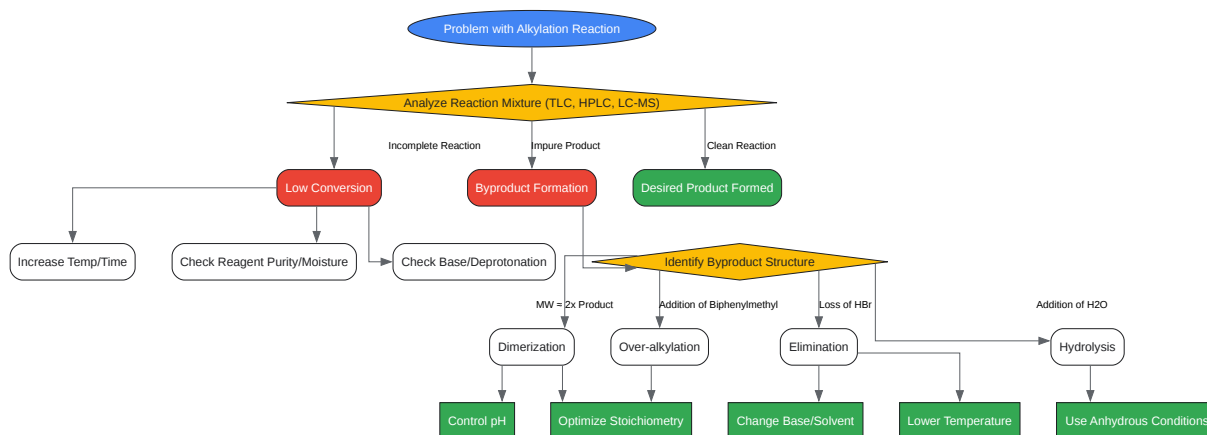 Problem with Alkylation Reaction
Analyze Reaction Mixture (TLC, HPLC, LC-MS)
Incomplete Reaction
Impure Product
Clean Reaction
Low Conversion
Byproduct Formation
Desired Product Formed
Increase Temp/Time
Check Reagent Purity/Moisture
Check Base/Deprotonation
Identify Byproduct Structure
MW = 2x Product
Addition of Biphenylmethyl
Loss of HBr
Addition of H2O
Dimerization
Over-alkylation
Elimination
Hydrolysis
Control pH
Optimize Stoichiometry
Change Base/Solvent
Lower Temperature
Use Anhydrous Conditions